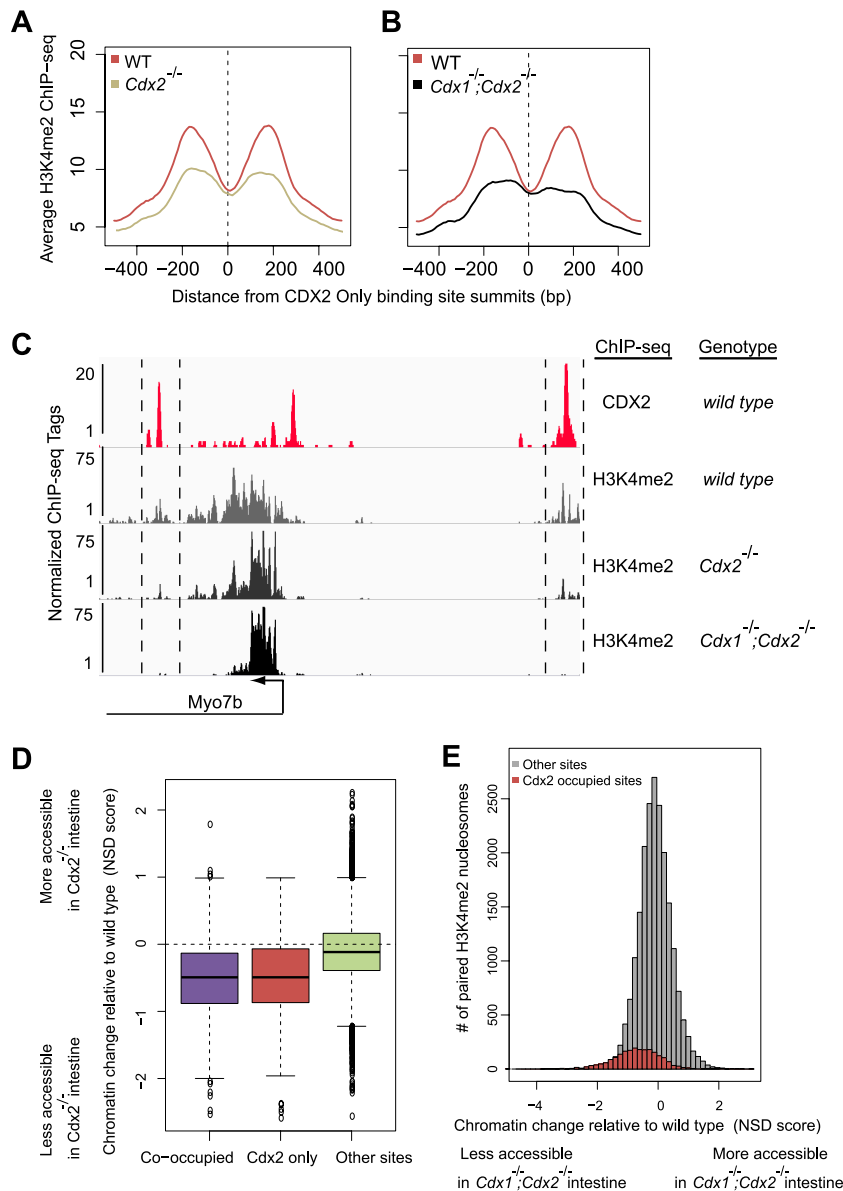 A
B
Average H3K4me2 ChIP−seq
20
15
10
5
WT
Cdx2−/−
WT
Cdx1−/−;Cdx2−/−
−400 −200 0 200 400
−400 −200 0 200 400
Distance from CDX2 Only binding site summits (bp)
C
ChIP-seq Genotype
Normalized ChIP-seq Tags
20
1
CDX2 wild type
75
1
H3K4me2 wild type
75
1
H3K4me2 Cdx2−/−
75
1
H3K4me2 Cdx1−/−;Cdx2−/−
Myo7b
D
More accessible
in Cdx2−/− intestine
Less accessible
in Cdx2−/− intestine
Chromatin change relative to wild type (NSD score)
2
1
0
−1
−2
Co-occupied Cdx2 only Other sites
E
Other sites
Cdx2 occupied sites
# of paired H3K4me2 nucleosomes
2500
2000
1500
1000
500
0
−4 −2 0 2
Chromatin change relative to wild type (NSD score)
Less accessible
in Cdx1−/−;Cdx2−/− intestine
More accessible
in Cdx1−/−;Cdx2−/− intestine